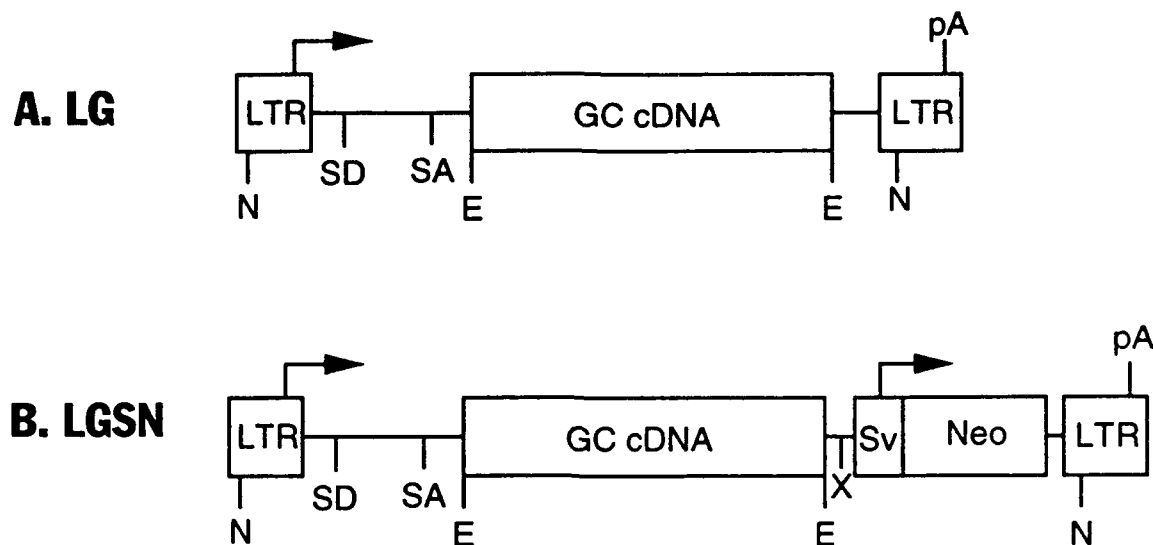 pA
A. LG
LTR
GC cDNA
LTR
SD
SA
N
E
E
N
pA
B. LGSN
LTR
GC cDNA
Sv
Neo
LTR
SD
SA
X
N
E
E
N